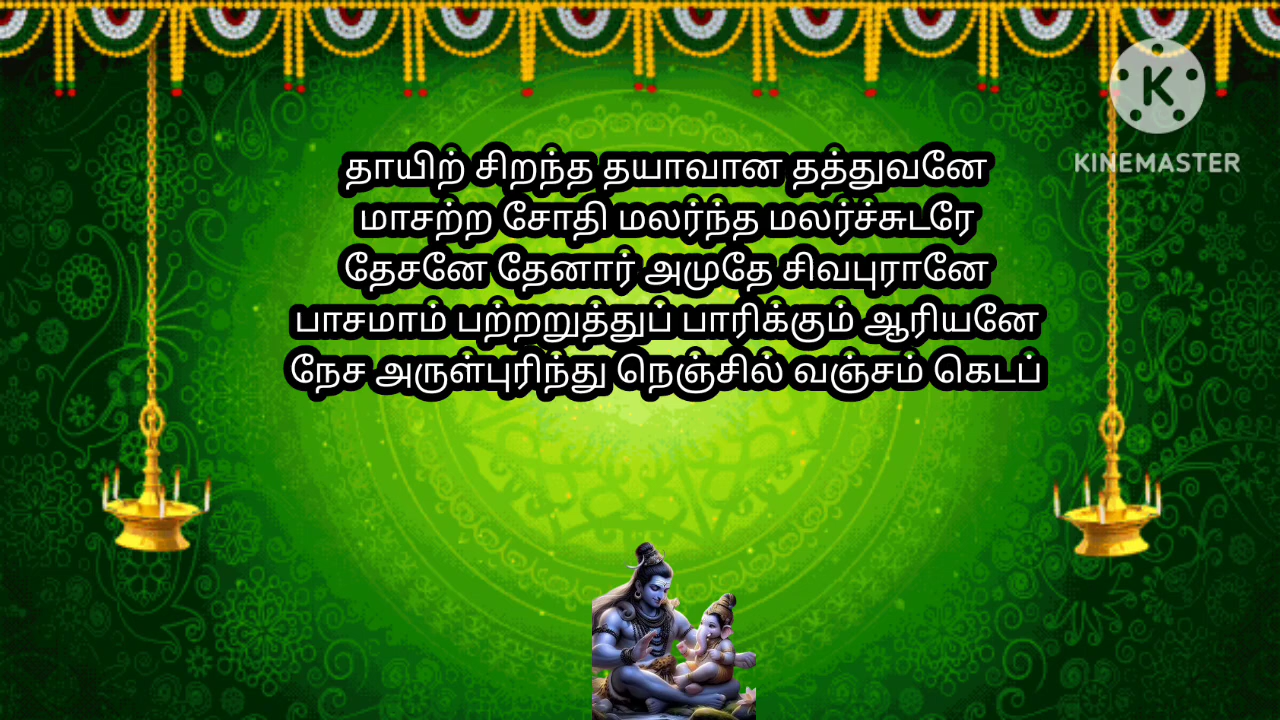 K
KINEMASTER
தாயிற் சிறந்த தயாவான தத்துவனே
மாசற்ற சோதி மலர்ந்த மலர்ச்சுடரே
தேசனே தேனார் அமுதே சிவபுரானே
பாசமாம் பற்றறுத்துப் பாரிக்கும் ஆரியனே
நேச அருள்புரிந்து நெஞ்சில் வஞ்சம் கெடப்